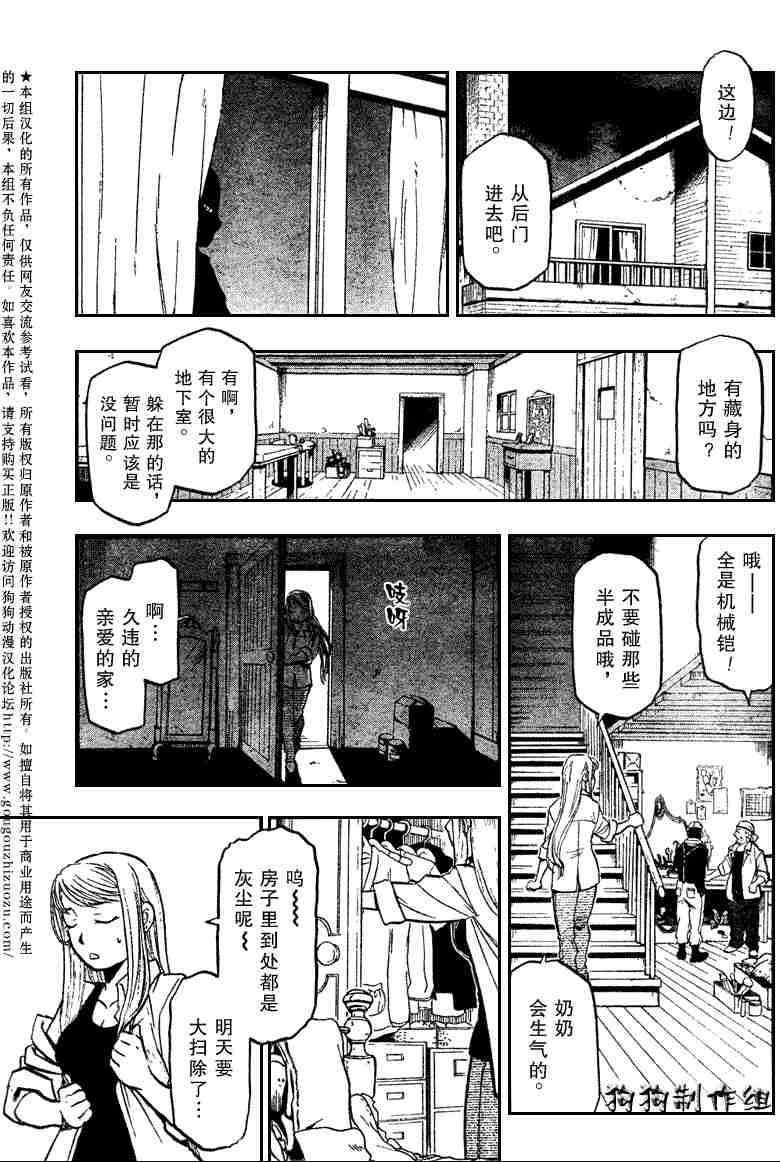 这边！
从后门
进去吧。
有藏身的
地方吗？
有啊，
有个很大的
地下室。
躲在那的话，
暂时应该是
没问题。
哦——
全是机械铠！
不要碰那些
半成品哦，
奶奶
会生气的。
吱呀
啊…
久违的
亲爱的家…
呜~~
房子里到处都是
灰尘呢~
明天要
大扫除了…
狗狗制作组
★本组汉化的所有作品，仅供网友交流参考试看，所有版权归原作者和被原作者授权的出版社所有。如擅自将其用于商业用途而产生
的一切后果，本组不负任何责任。如喜欢本作品，请支持购买正版!!欢迎访问狗狗动漫汉化论坛http://www.gougouzhizuozu.com/